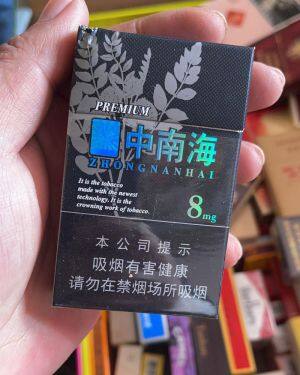 PREMIUM
中南海
ZHONGNANHAI
It is the tobacco
made with the newest
technology. It is the
crowning work of tobacco.
8mg
本公司提示
吸烟有害健康
请勿在禁烟场所吸烟